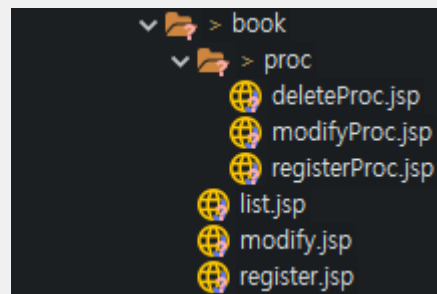 > book
> proc
deleteProc.jsp
modifyProc.jsp
registerProc.jsp
list.jsp
modify.jsp
register.jsp